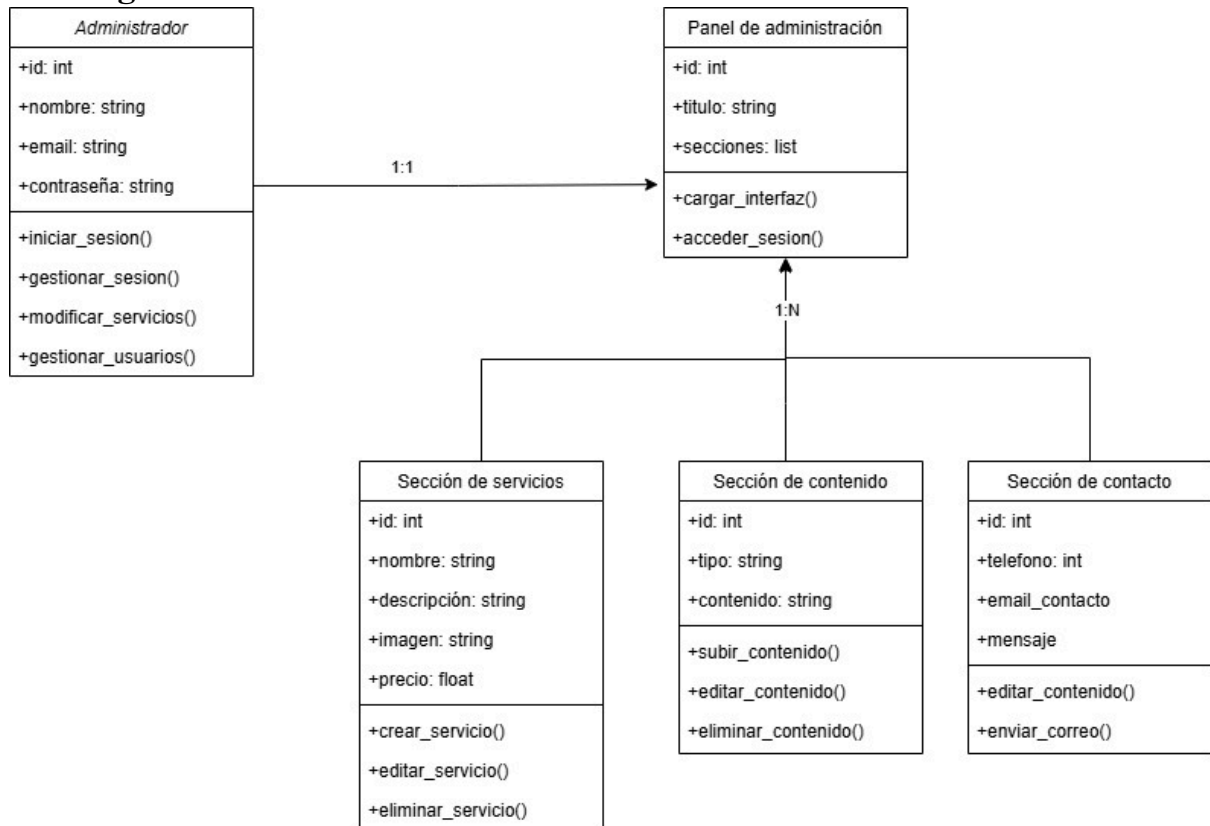 Administrador
+id: int
+nombre: string
+email: string
+contraseña: string
+iniciar_sesion()
+gestionar_sesion()
+modificar_servicios()
+gestionar_usuarios()
1:1
Panel de administración
+id: int
+titulo: string
+secciones: list
+cargar_interfaz()
+acceder_sesion()
1:N
Sección de servicios
+id: int
+nombre: string
+descripción: string
+imagen: string
+precio: float
+crear_servicio()
+editar_servicio()
+eliminar_servicio()
Sección de contenido
+id: int
+tipo: string
+contenido: string
+subir_contenido()
+editar_contenido()
+eliminar_contenido()
Sección de contacto
+id: int
+telefono: int
+email_contacto
+mensaje
+editar_contenido()
+enviar_correo()